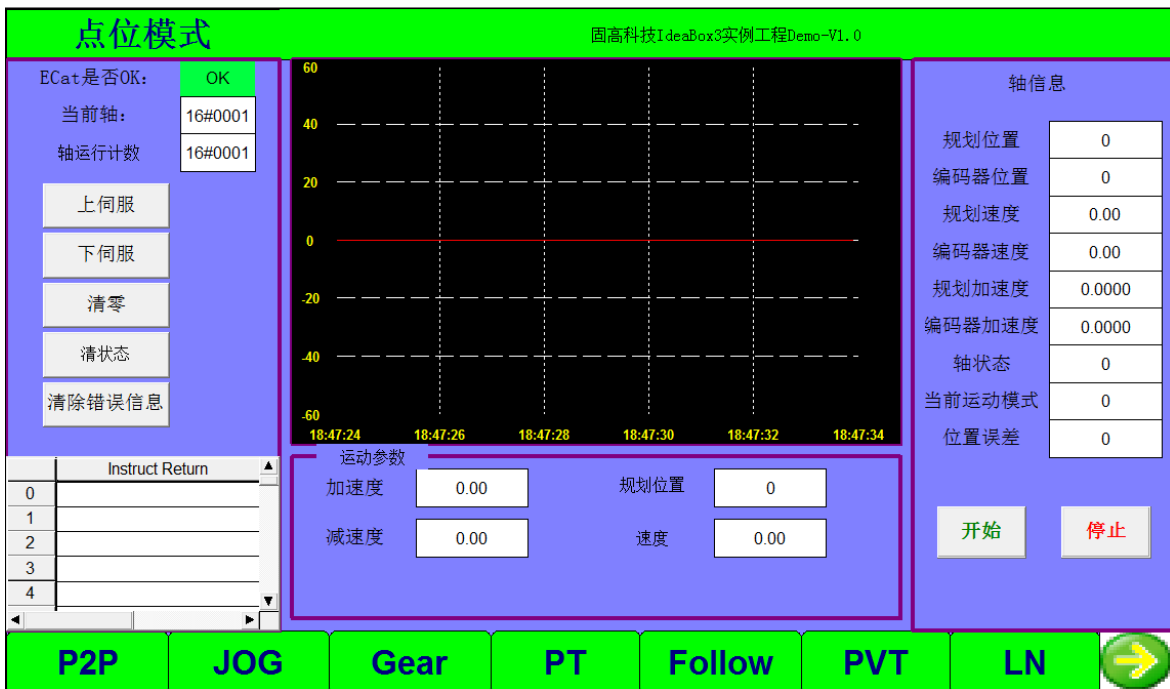 点位模式
固高科技IdeaBox3实例工程Demo-V1.0
ECat是否OK:
OK
当前轴:
16#0001
轴运行计数
16#0001
上伺服
下伺服
清零
清状态
清除错误信息
Instruct Return
0
1
2
3
4
60
40
20
0
-20
-40
-60
18:47:24
18:47:26
18:47:28
18:47:30
18:47:32
18:47:34
运动参数
加速度
0.00
规划位置
0
减速度
0.00
速度
0.00
轴信息
规划位置
0
编码器位置
0
规划速度
0.00
编码器速度
0.00
规划加速度
0.0000
编码器加速度
0.0000
轴状态
0
当前运动模式
0
位置误差
0
开始
停止
P2P
JOG
Gear
PT
Follow
PVT
LN